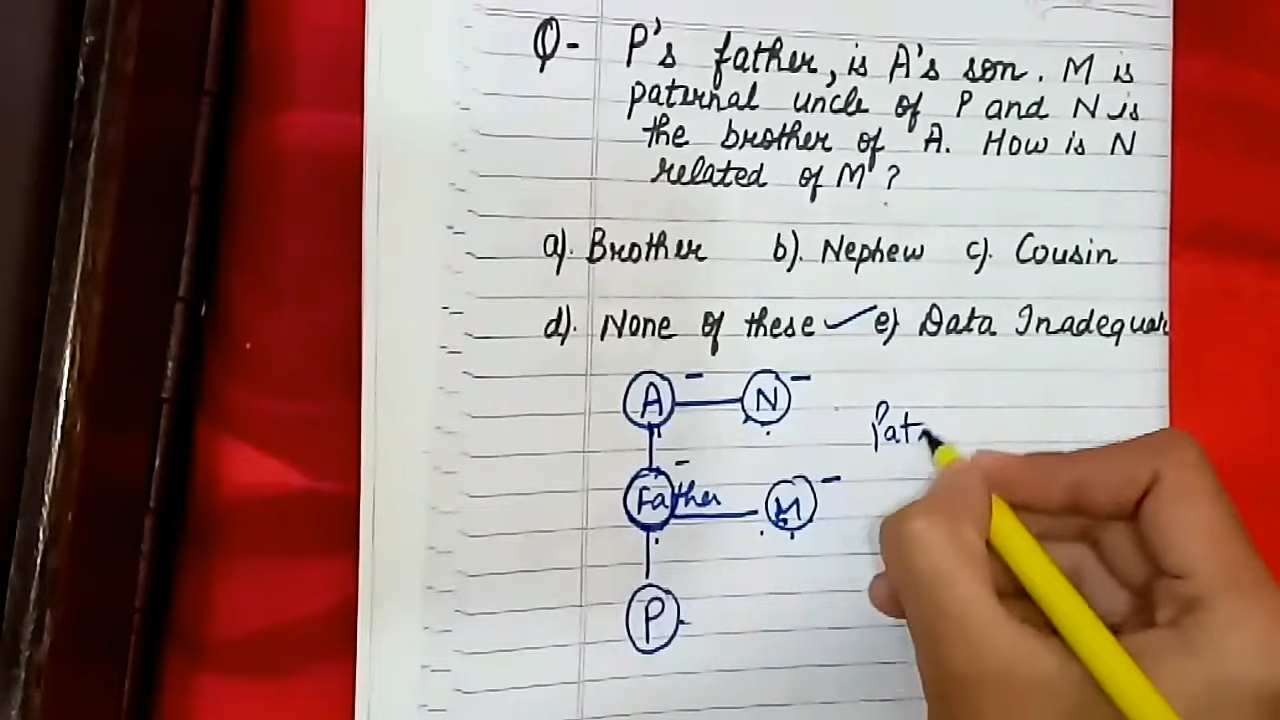 Q- P's father, is A's son. M is
paternal uncle of P and N is
the brother of A. How is N
related of M ?
a). Brother b). Nephew c). Cousin
d). None of these ✓ e) Data Inadequate
A - N -
Pat
Father - M -
P